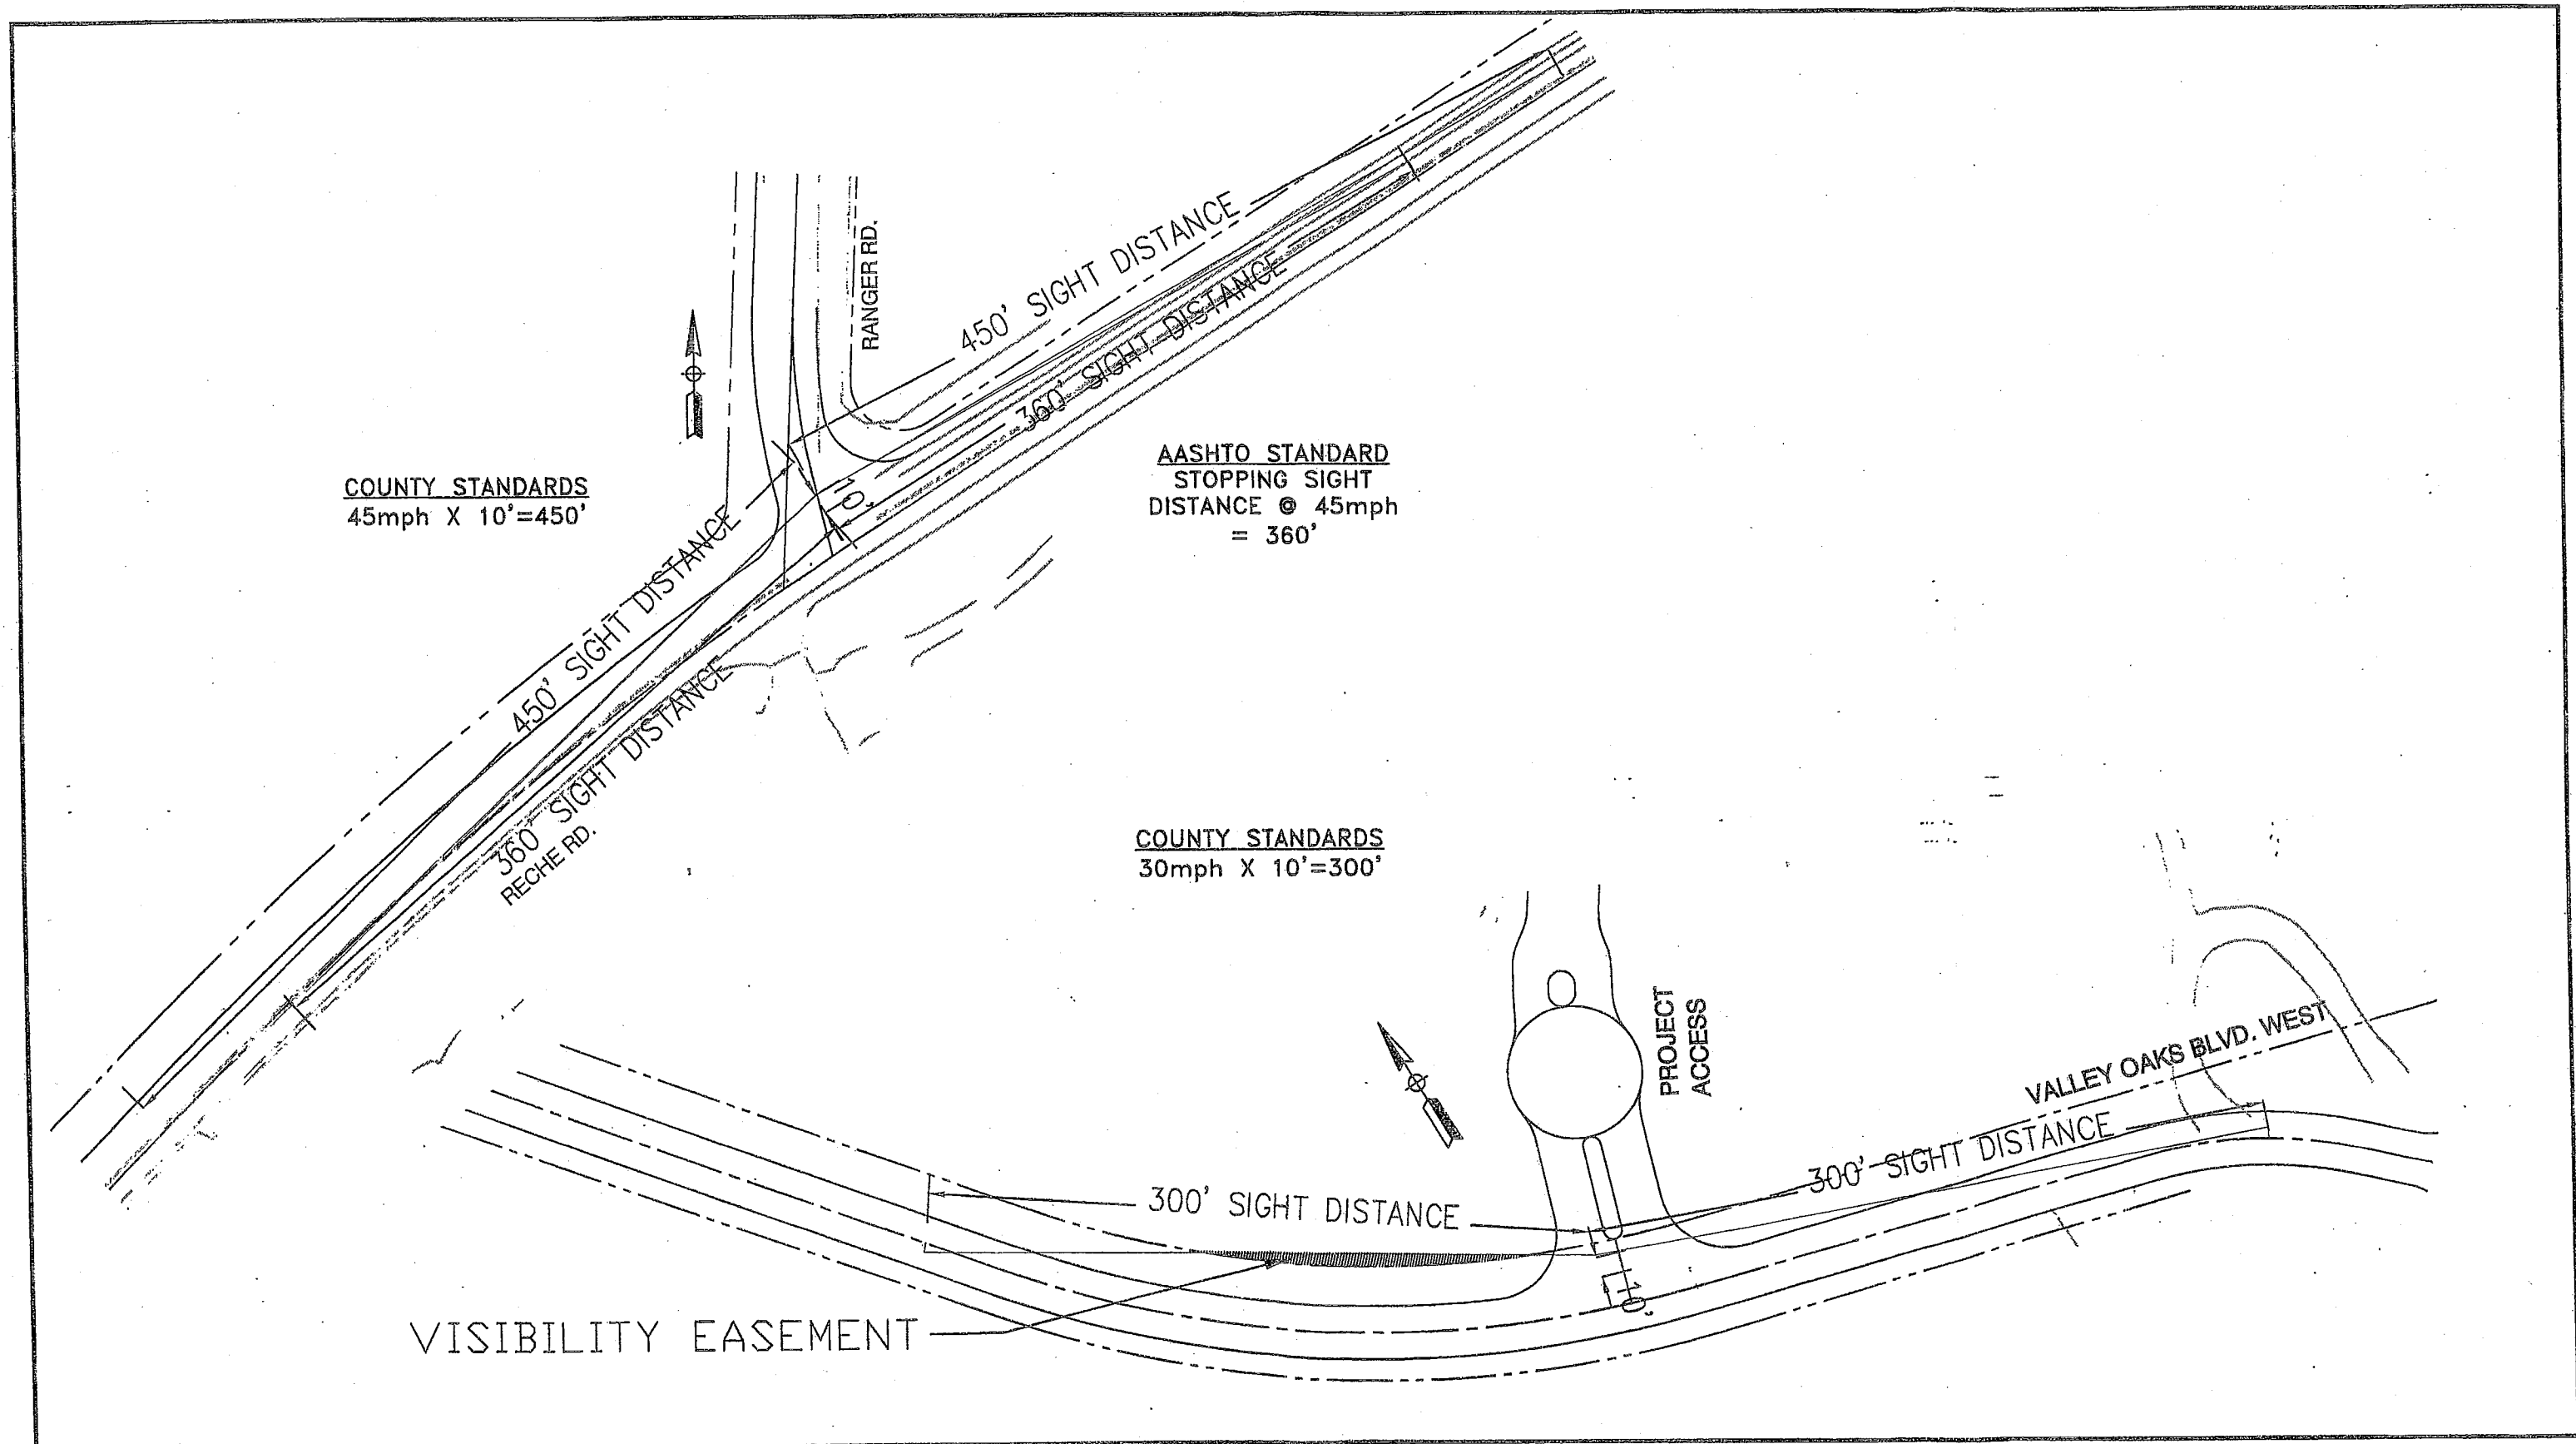 450' SIGHT DISTANCE
RANGER RD.
360' SIGHT DISTANCE
10'
COUNTY STANDARDS
45mph X 10'=450'
AASHTO STANDARD
STOPPING SIGHT
DISTANCE @ 45mph
= 360'
450' SIGHT DISTANCE
360' SIGHT DISTANCE
RECHE RD.
COUNTY STANDARDS
30mph X 10'=300'
PROJECT
ACCESS
VALLEY OAKS BLVD. WEST
300' SIGHT DISTANCE
300' SIGHT DISTANCE
10'
VISIBILITY EASEMENT